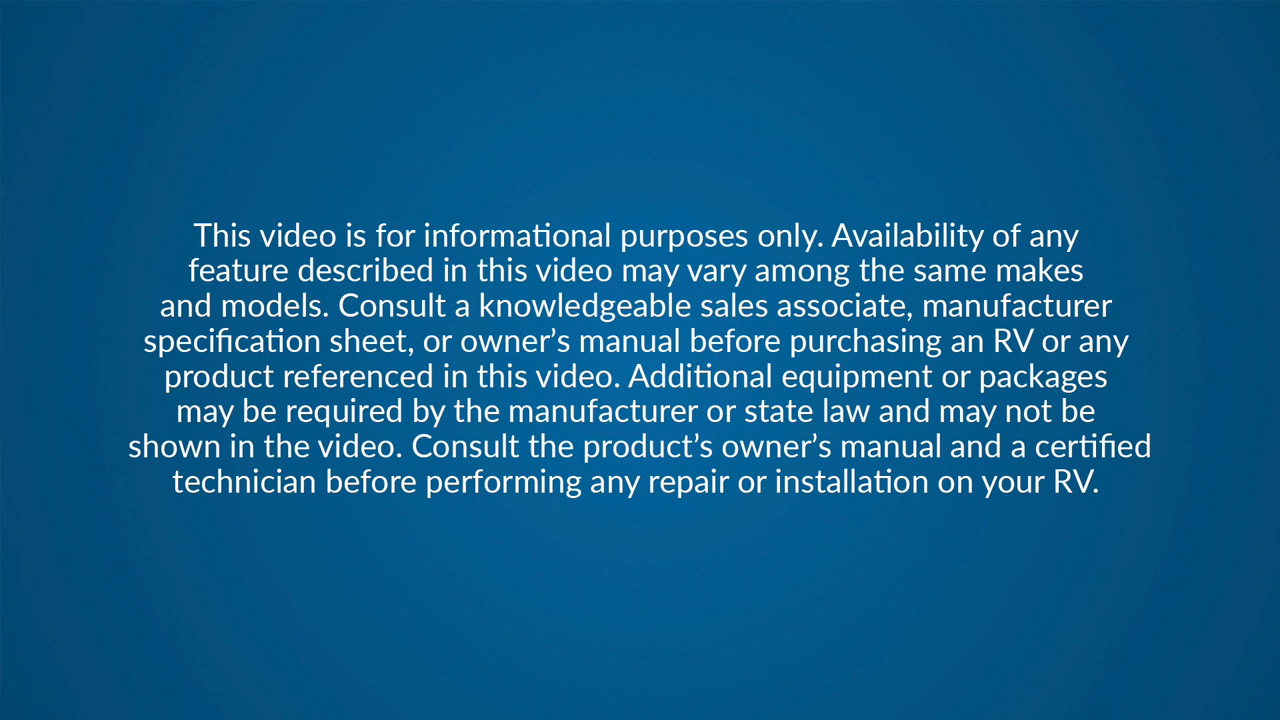 This video is for informational purposes only. Availability of any
feature described in this video may vary among the same makes
and models. Consult a knowledgeable sales associate, manufacturer
specification sheet, or owner’s manual before purchasing an RV or any
product referenced in this video. Additional equipment or packages
may be required by the manufacturer or state law and may not be
shown in the video. Consult the product’s owner’s manual and a certified
technician before performing any repair or installation on your RV.